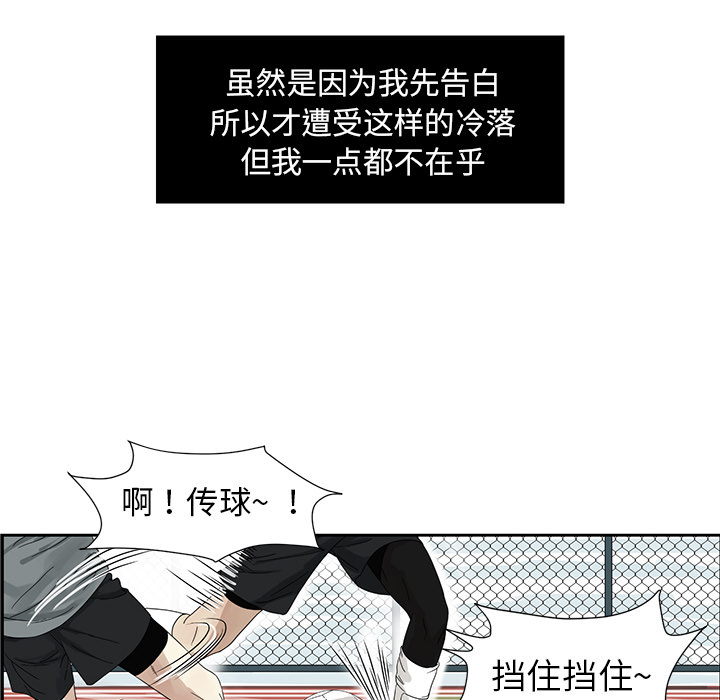 虽然是因为我先告白
所以才遭受这样的冷落
但我一点都不在乎
啊！传球~！
挡住挡住~